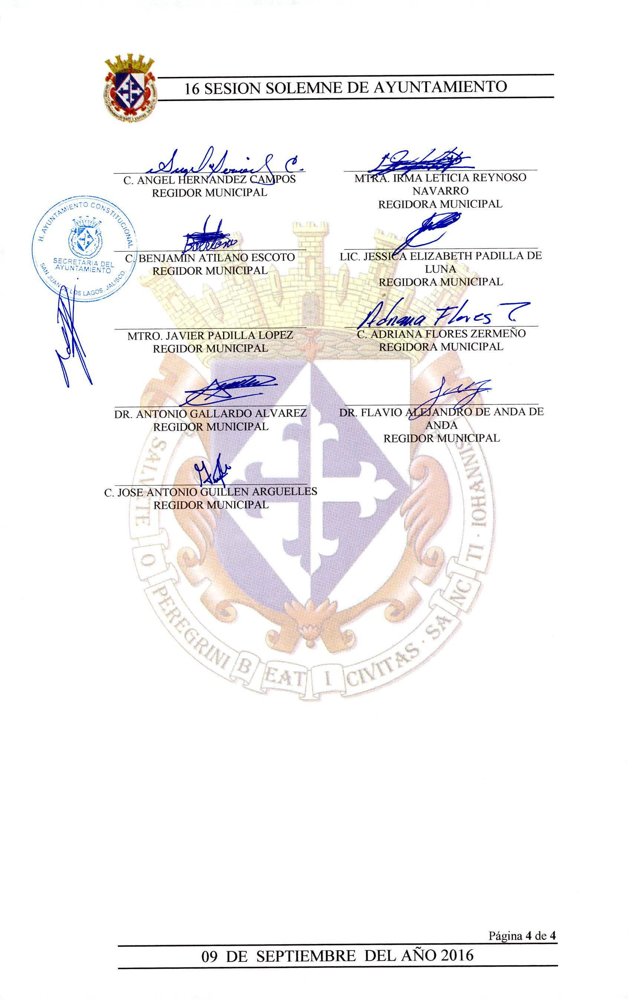 16 SESION SOLEMNE DE AYUNTAMIENTO
C. ANGEL HERNANDEZ CAMPOS
REGIDOR MUNICIPAL
MTRA. IRMA LETICIA REYNOSO
NAVARRO
REGIDORA MUNICIPAL
H. AYUNTAMIENTO CONSTITUCIONAL
SECRETARIA DEL
AYUNTAMIENTO
SAN JUAN DE LOS LAGOS, JALISCO.
C. BENJAMIN ATILANO ESCOTO
REGIDOR MUNICIPAL
LIC. JESSICA ELIZABETH PADILLA DE
LUNA
REGIDORA MUNICIPAL
MTRO. JAVIER PADILLA LOPEZ
REGIDOR MUNICIPAL
Adriana Flores Z.
C. ADRIANA FLORES ZERMEÑO
REGIDORA MUNICIPAL
DR. ANTONIO GALLARDO ALVAREZ
REGIDOR MUNICIPAL
DR. FLAVIO ALEJANDRO DE ANDA DE
ANDA
REGIDOR MUNICIPAL
C. JOSE ANTONIO GUILLEN ARGUELLES
REGIDOR MUNICIPAL
SALVETE O PEREGRINI BEATI CIVITAS · SANCTI · IOHANNIS
Página 4 de 4
09 DE SEPTIEMBRE DEL AÑO 2016